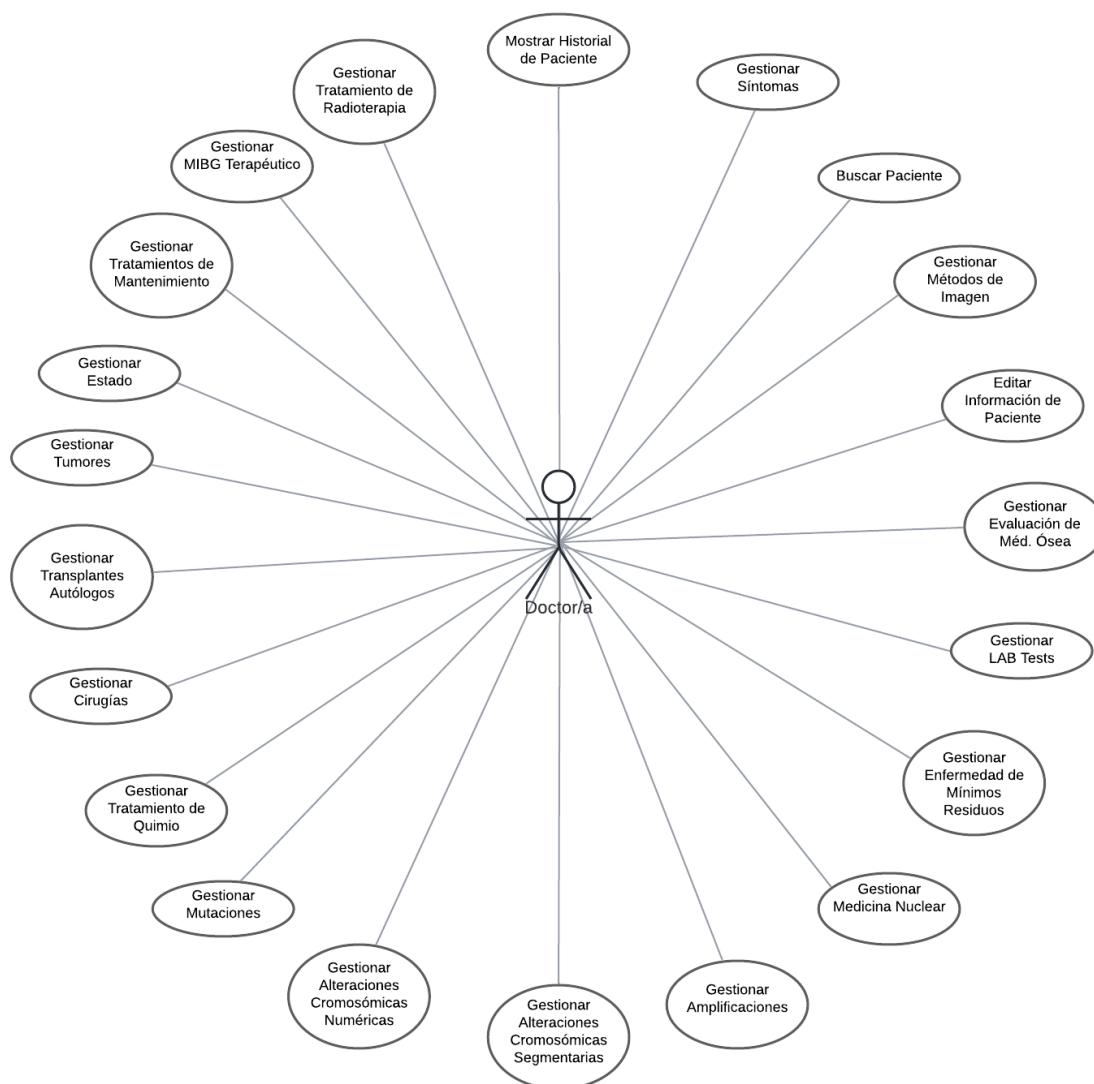 Mostrar Historial
de Paciente
Gestionar
Síntomas
Buscar Paciente
Gestionar
Métodos de
Imagen
Editar
Información de
Paciente
Gestionar
Evaluación de
Méd. Ósea
Gestionar
LAB Tests
Gestionar
Enfermedad de
Mínimos
Residuos
Gestionar
Medicina Nuclear
Gestionar
Amplificaciones
Gestionar
Alteraciones
Cromosómicas
Segmentarias
Gestionar
Alteraciones
Cromosómicas
Numéricas
Gestionar
Mutaciones
Gestionar
Tratamiento de
Quimio
Gestionar
Cirugías
Gestionar
Transplantes
Autólogos
Gestionar
Tumores
Gestionar
Estado
Gestionar
Tratamientos de
Mantenimiento
Gestionar
MIBG Terapéutico
Gestionar
Tratamiento de
Radioterapia
Doctor/a